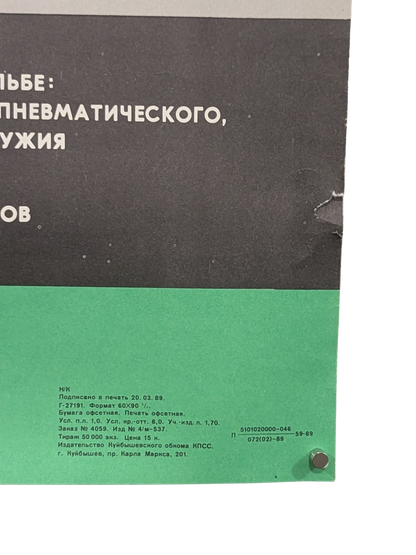 ЛЬБЕ:
ПНЕВМАТИЧЕСКОГО,
УЖИЯ
ОВ
Н/К
Подписано в печать 20. 03. 89.
Г-27191. Формат 60Х90 ¹/₁.
Бумага офсетная. Печать офсетная.
Усл. п.л. 1,0. Усл. кр.-отт. 6,0. Уч.-изд. л. 1,70.
Заказ № 4059. Изд № 4/м-537.
Тираж 50 000 экз. Цена 15 к.
Издательство Куйбышевского обкома КПСС.
г. Куйбышев, пр. Карла Маркса, 201.
П 5101020000-046 59-89
072(02)-89